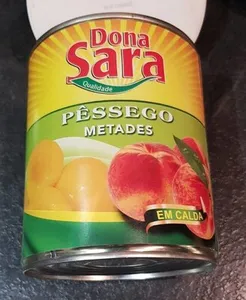 Dona
Sara
Qualidade
PÊSSEGO
METADES
EM CALDA